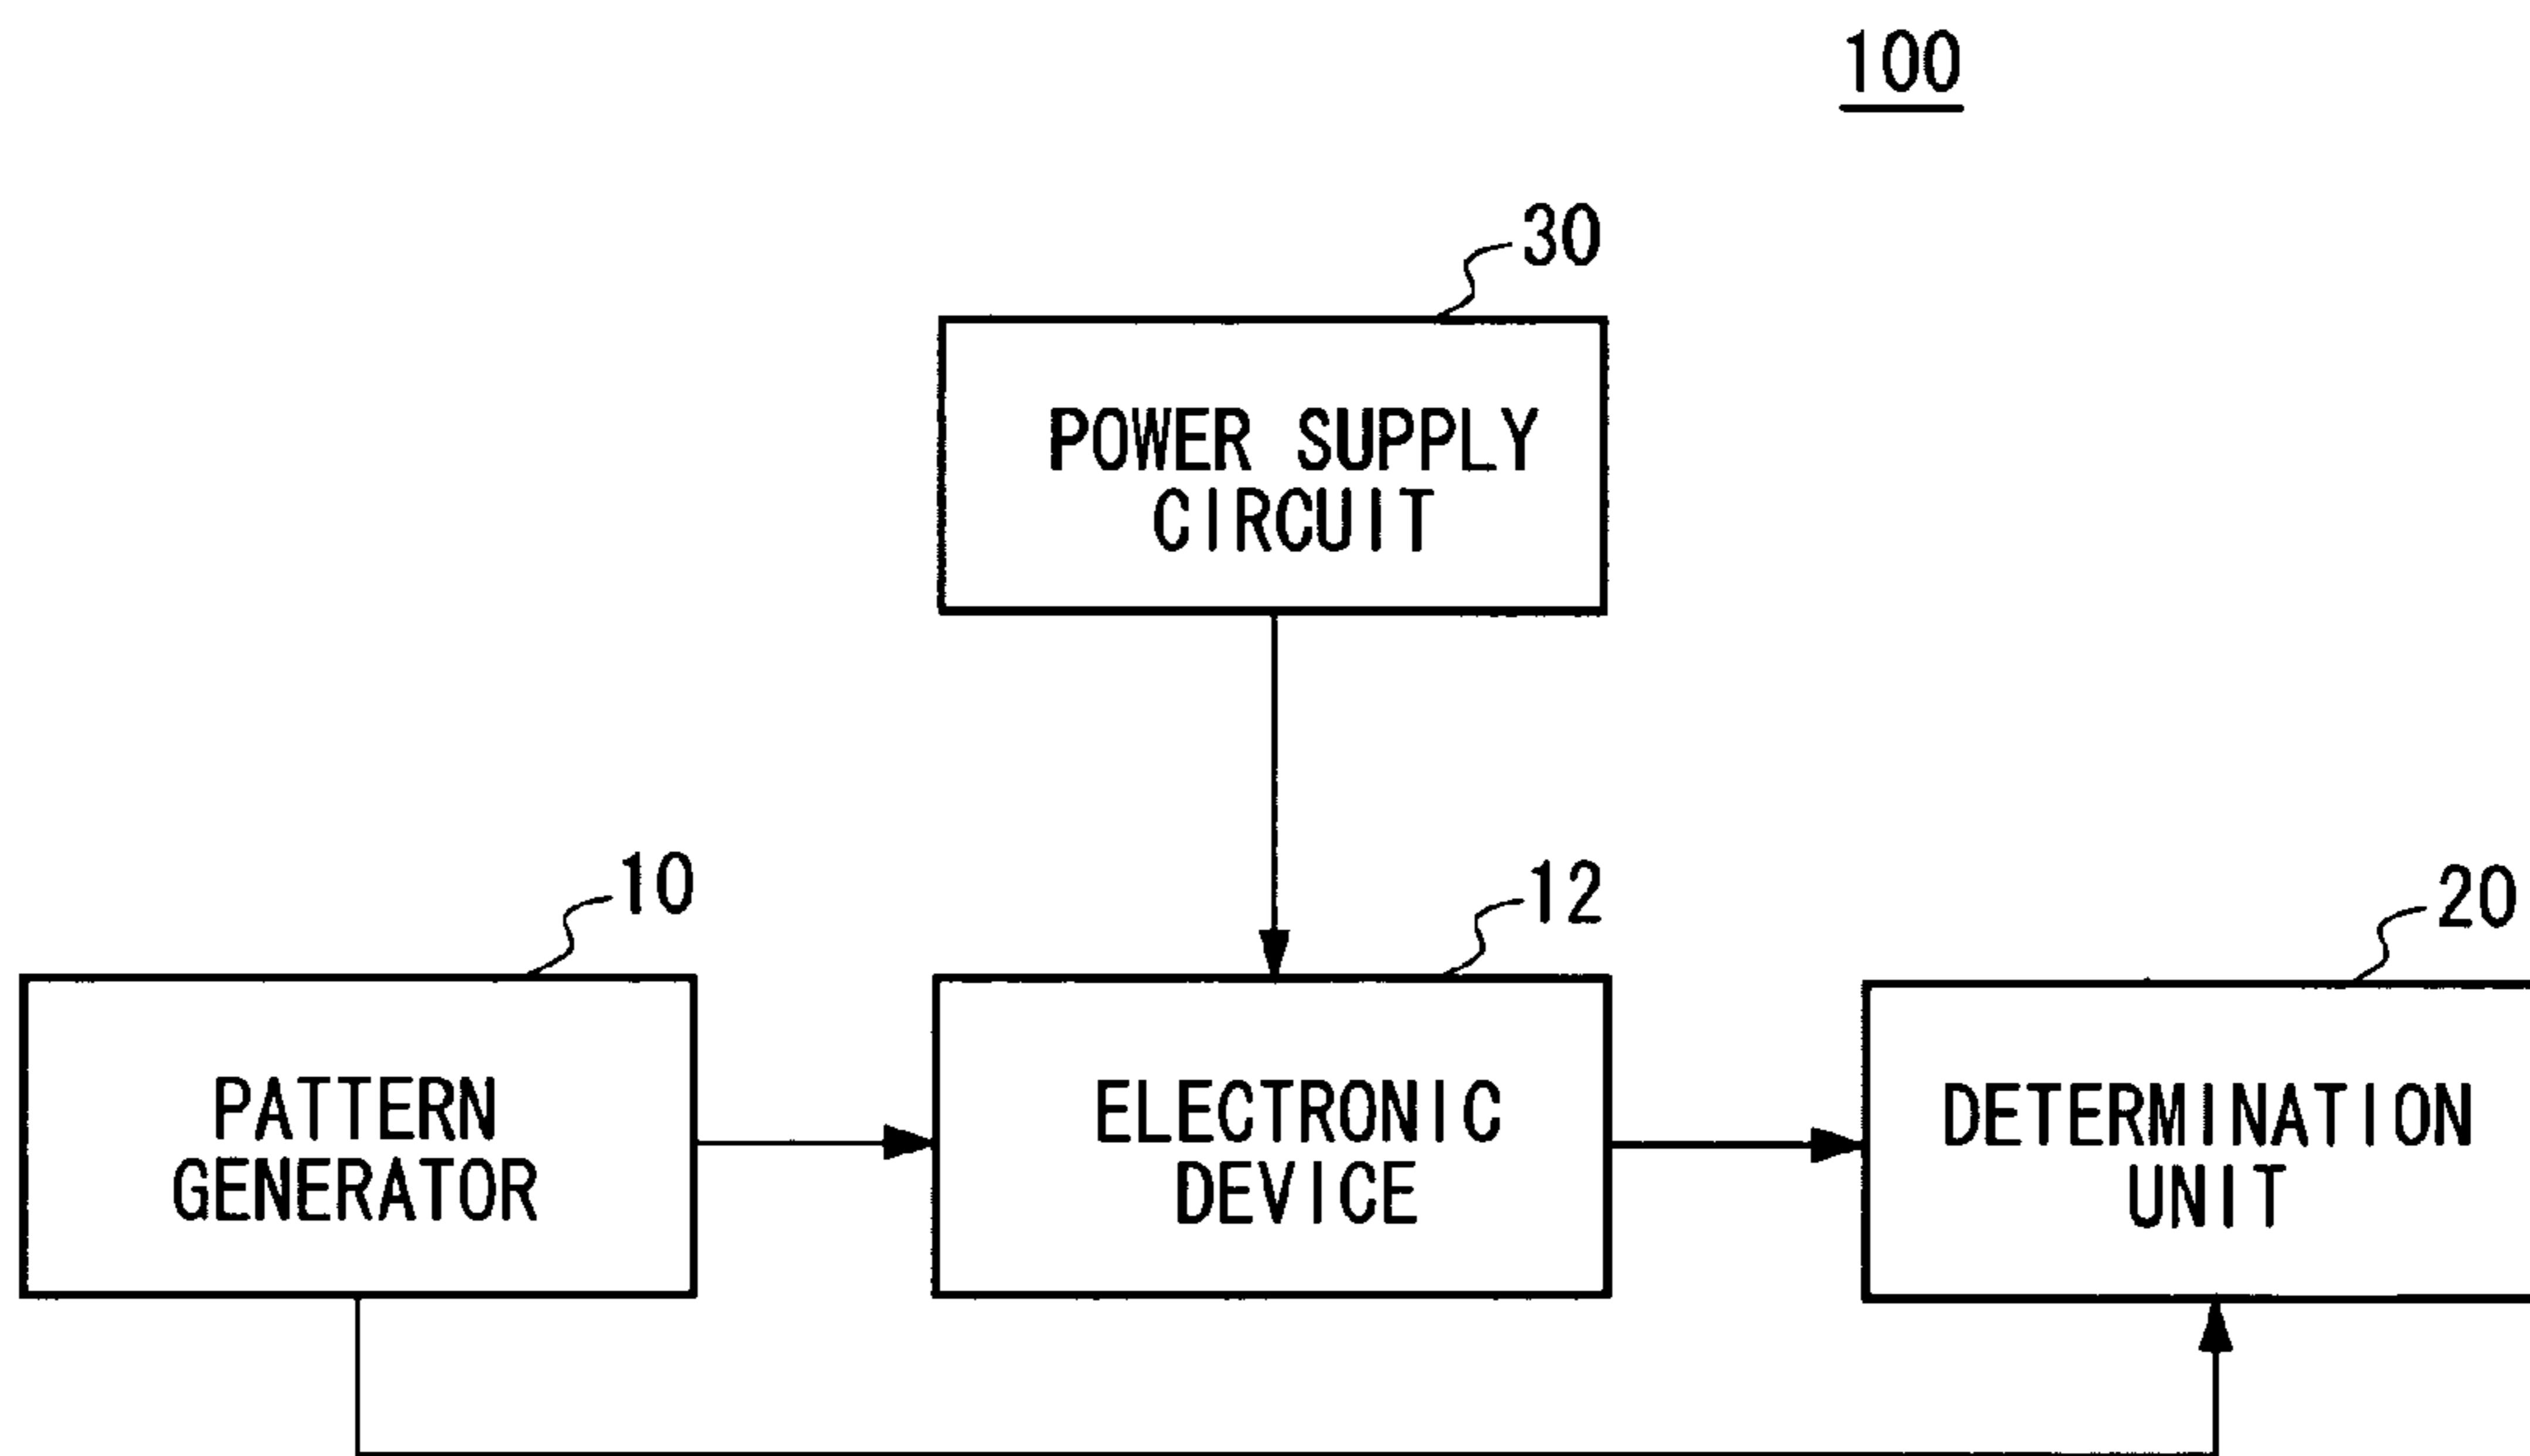 100
30
POWER SUPPLY
CIRCUIT
10
12
20
PATTERN
GENERATOR
ELECTRONIC
DEVICE
DETERMINATION
UNIT